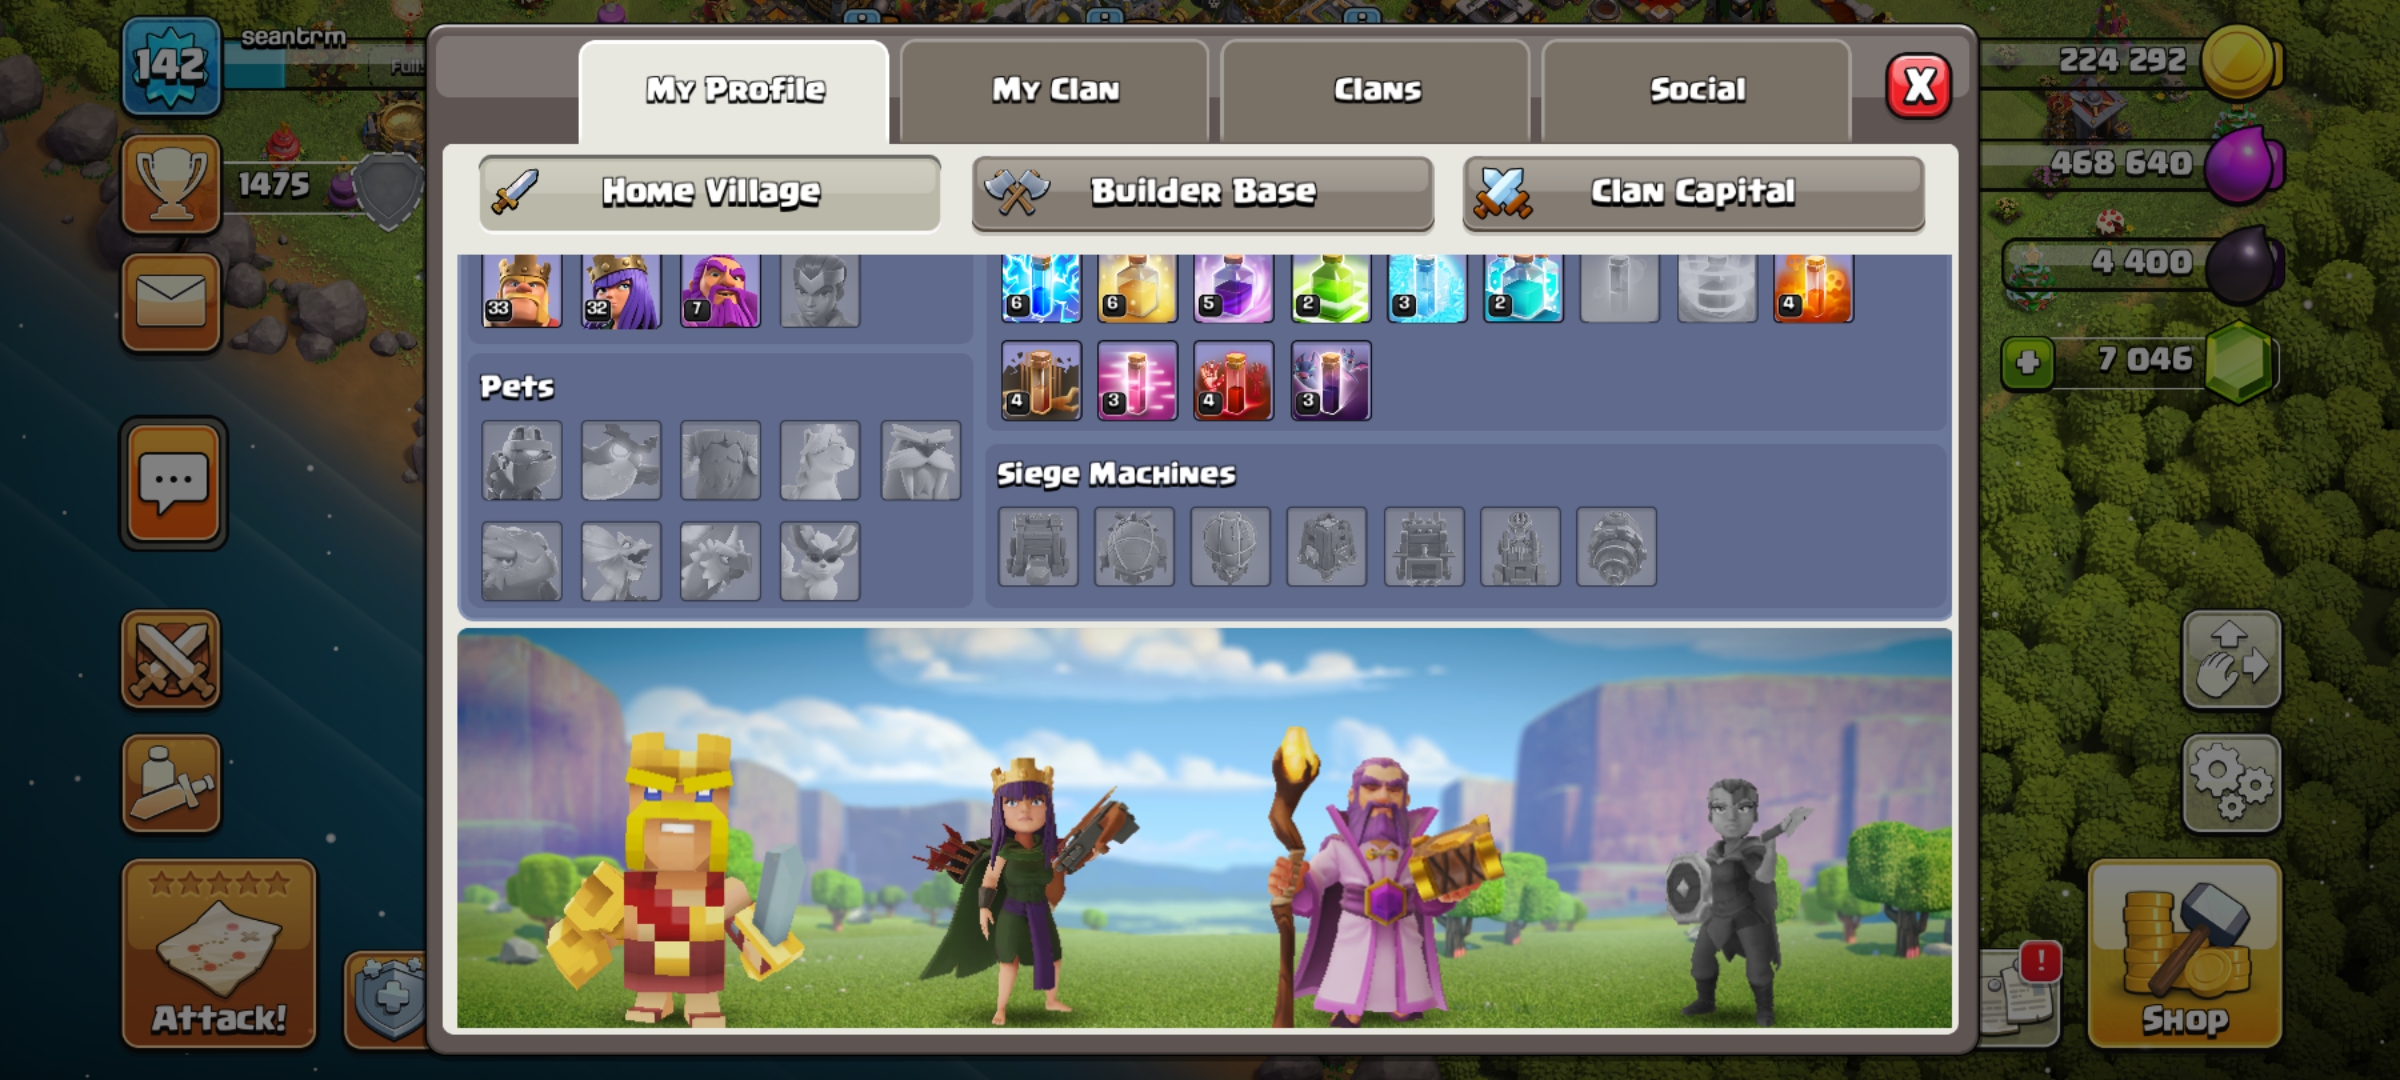 142
seantrm
Full!
My Profile
My Clan
Clans
Social
X
224 292
1475
Home Village
Builder Base
Clan Capital
468 640
4 400
33
32
7
6
6
5
2
3
2
4
7 046
Pets
4
3
4
3
Siege Machines
Attack!
!
Shop